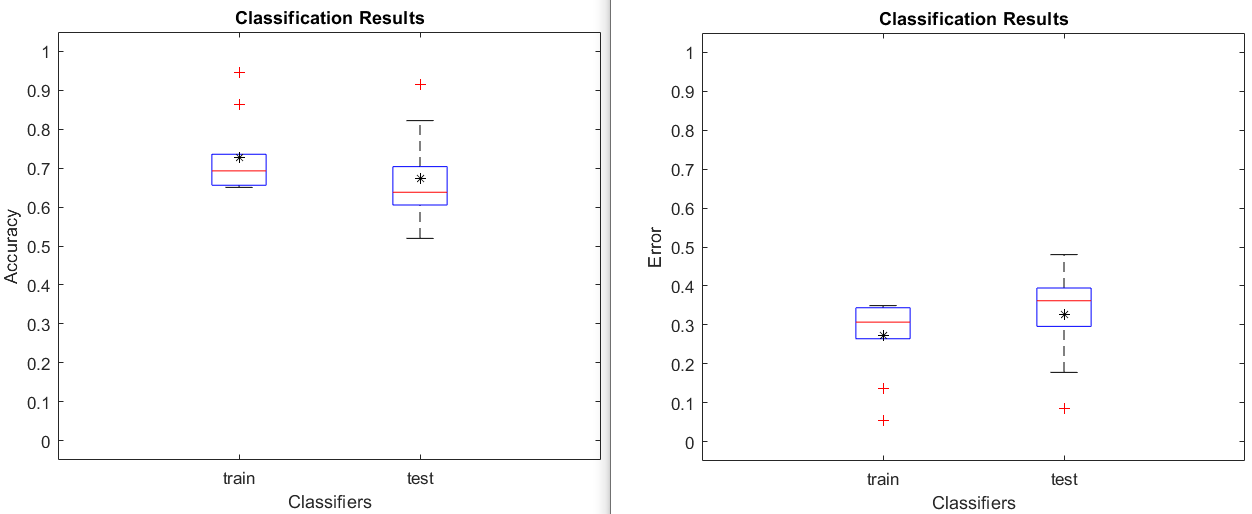 Classification Results
1
0.9
0.8
0.7
0.6
0.5
0.4
0.3
0.2
0.1
0
Accuracy
train test
Classifiers
Classification Results
1
0.9
0.8
0.7
0.6
0.5
0.4
0.3
0.2
0.1
0
Error
train test
Classifiers